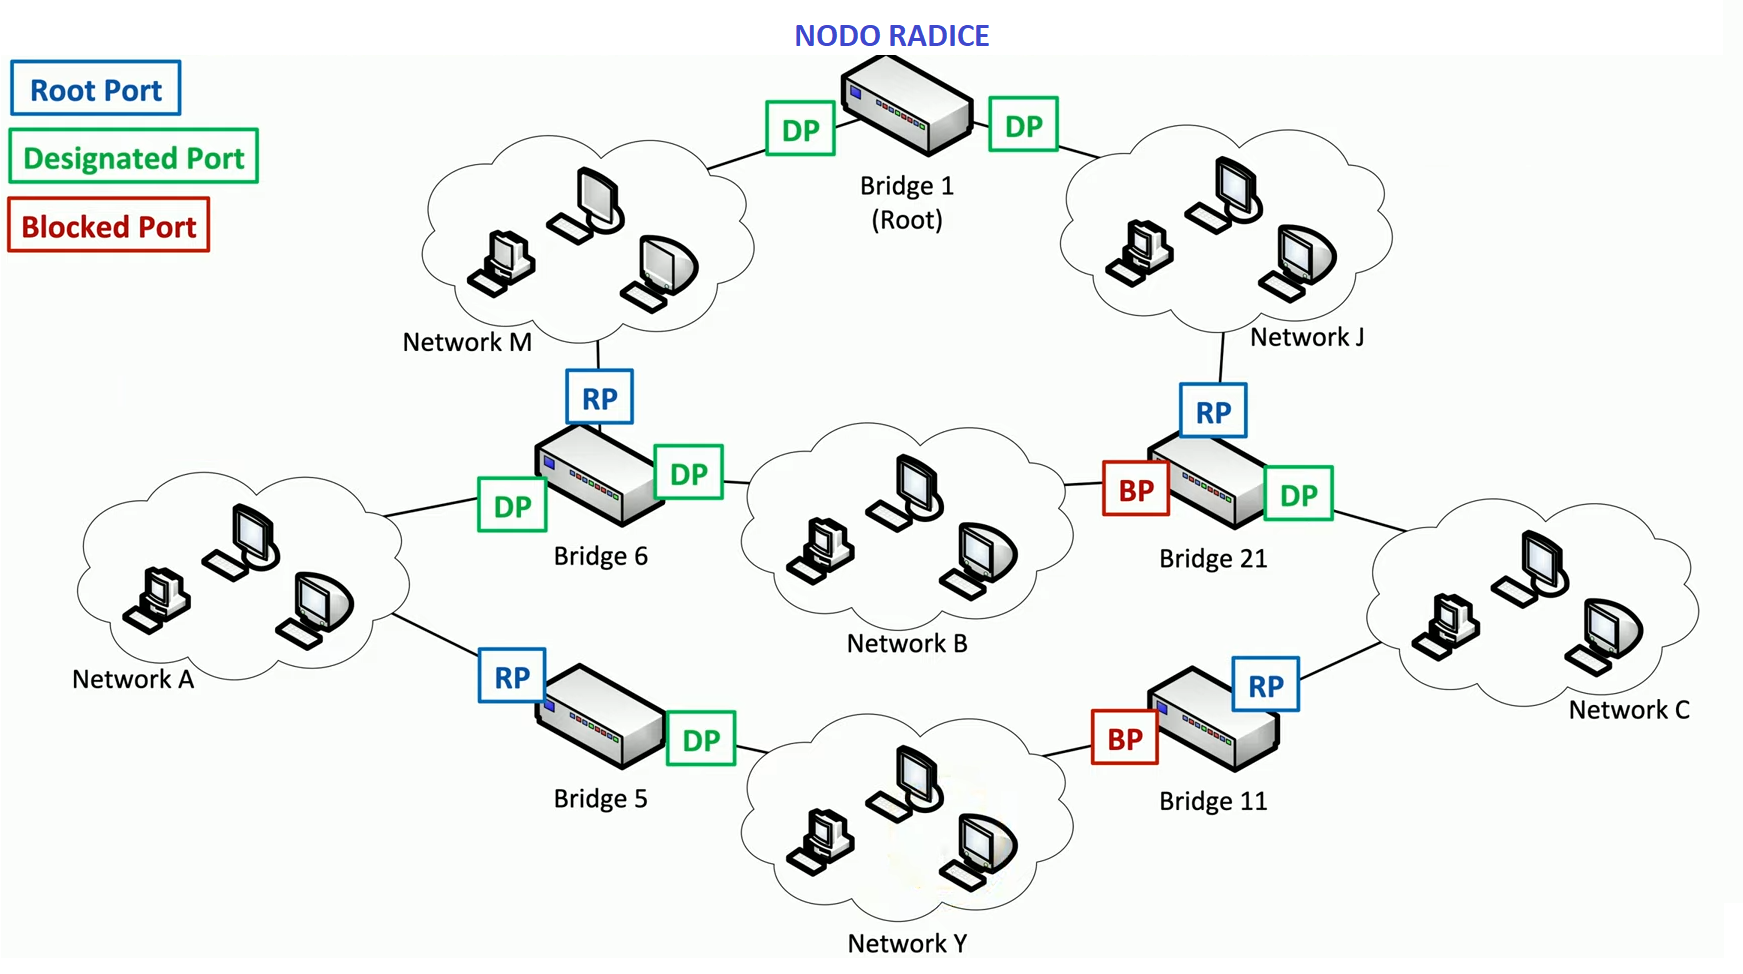 NODO RADICE
Root Port
Designated Port
Blocked Port
DP
DP
Bridge 1
(Root)
Network M
Network J
RP
RP
DP
DP
BP
DP
Bridge 6
Bridge 21
Network B
Network A
Network C
RP
RP
DP
BP
Bridge 5
Bridge 11
Network Y